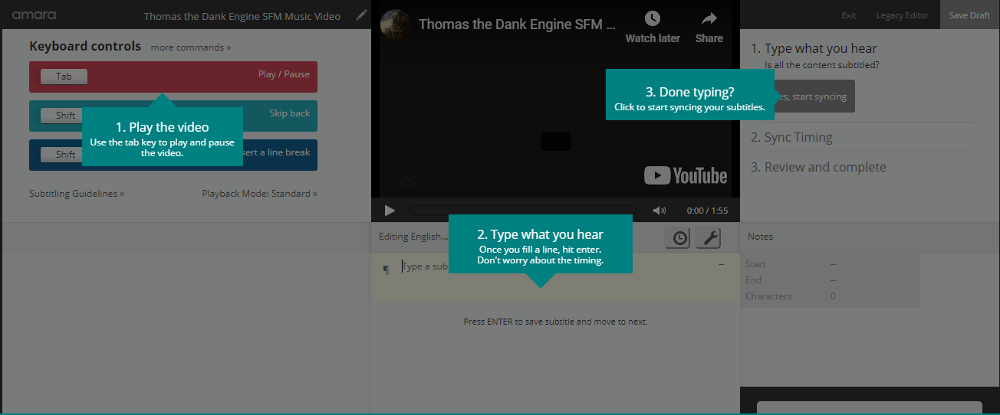 amara
Thomas the Dank Engine SFM Music Video
Keyboard controls more commands »
Tab Play / Pause
Shift Skip back
Shift sert a line break
1. Play the video
Use the tab key to play and pause
the video.
Subtitling Guidelines » Playback Mode: Standard »
Thomas the Dank Engine SFM ...
Watch later Share
YouTube
0:00 / 1:55
Editing English...
2. Type what you hear
Once you fill a line, hit enter.
Don't worry about the timing.
¶ Type a sub --
Press ENTER to save subtitle and move to next.
Exit Legacy Editor Save Draft
1. Type what you hear
Is all the content subtitled?
es, start syncing
3. Done typing?
Click to start syncing your subtitles.
2. Sync Timing
3. Review and complete
Notes
Start --
End --
Characters 0